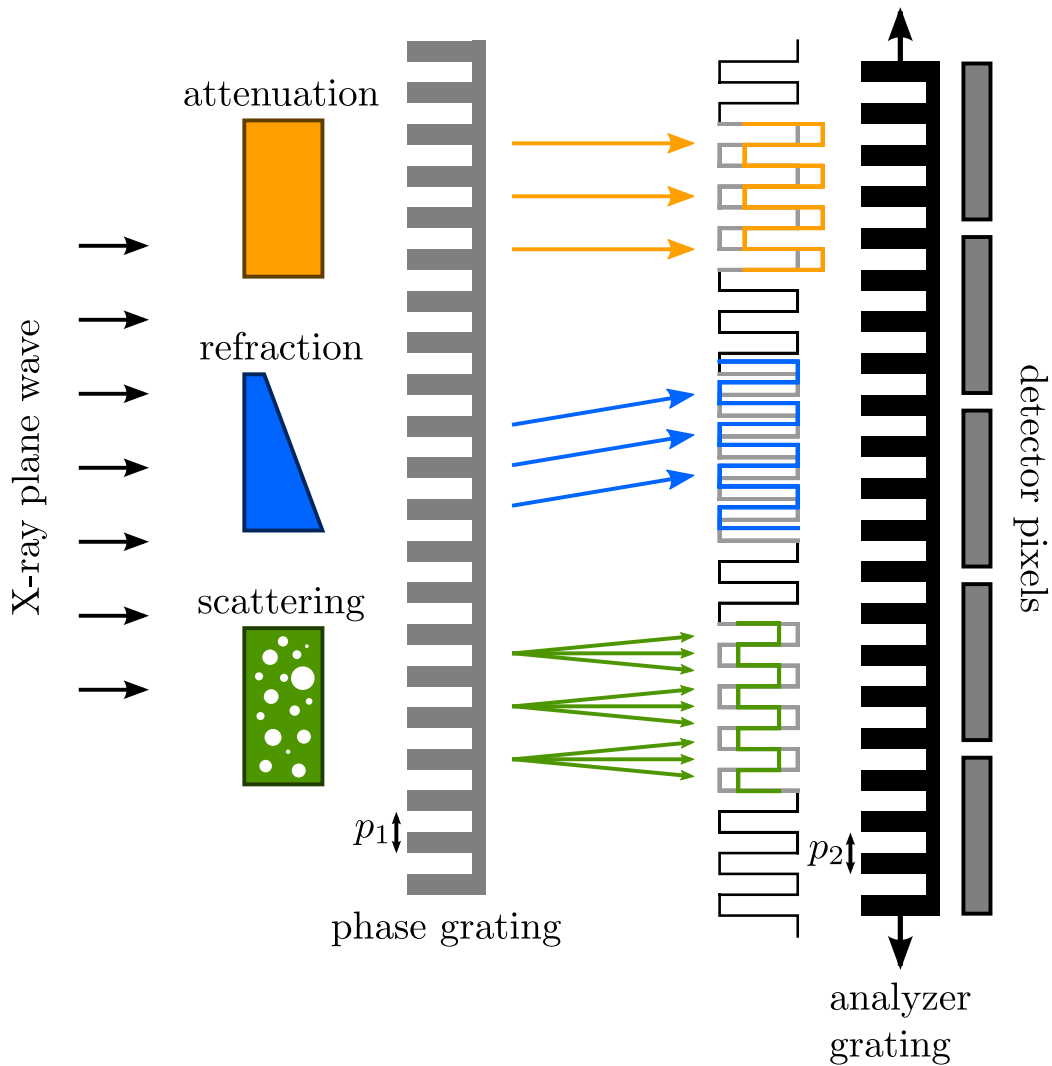 attenuation
refraction
scattering
X-ray plane wave
p1
phase grating
p2
analyzer
grating
detector pixels